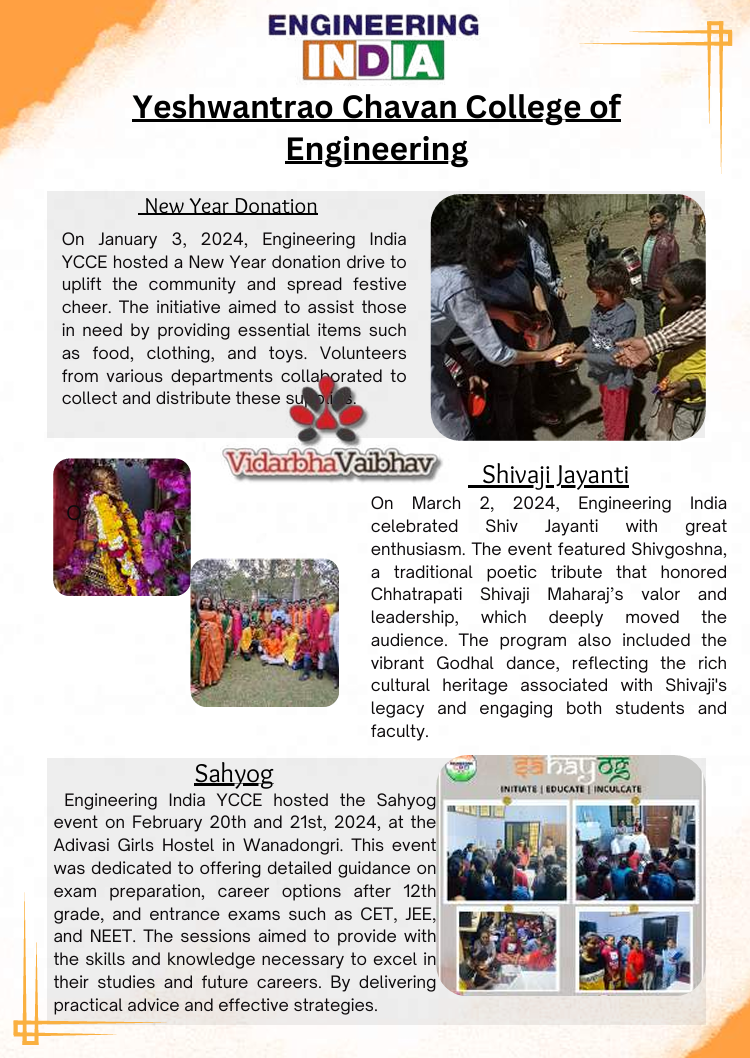 ENGINEERING
INDIA
Yeshwantrao Chavan College of
Engineering
New Year Donation
On January 3, 2024, Engineering India
YCCE hosted a New Year donation drive to
uplift the community and spread festive
cheer. The initiative aimed to assist those
in need by providing essential items such
as food, clothing, and toys. Volunteers
from various departments collaborated to
collect and distribute these supplies.
VidarbhaVaibhav
Shivaji Jayanti
On March 2, 2024, Engineering India
celebrated Shiv Jayanti with great
enthusiasm. The event featured Shivgoshna,
a traditional poetic tribute that honored
Chhatrapati Shivaji Maharaj’s valor and
leadership, which deeply moved the
audience. The program also included the
vibrant Godhal dance, reflecting the rich
cultural heritage associated with Shivaji's
legacy and engaging both students and
faculty.
Sahyog
Engineering India YCCE hosted the Sahyog
event on February 20th and 21st, 2024, at the
Adivasi Girls Hostel in Wanadongri. This event
was dedicated to offering detailed guidance on
exam preparation, career options after 12th
grade, and entrance exams such as CET, JEE,
and NEET. The sessions aimed to provide with
the skills and knowledge necessary to excel in
their studies and future careers. By delivering
practical advice and effective strategies.
sahayog
INITIATE | EDUCATE | INCULCATE